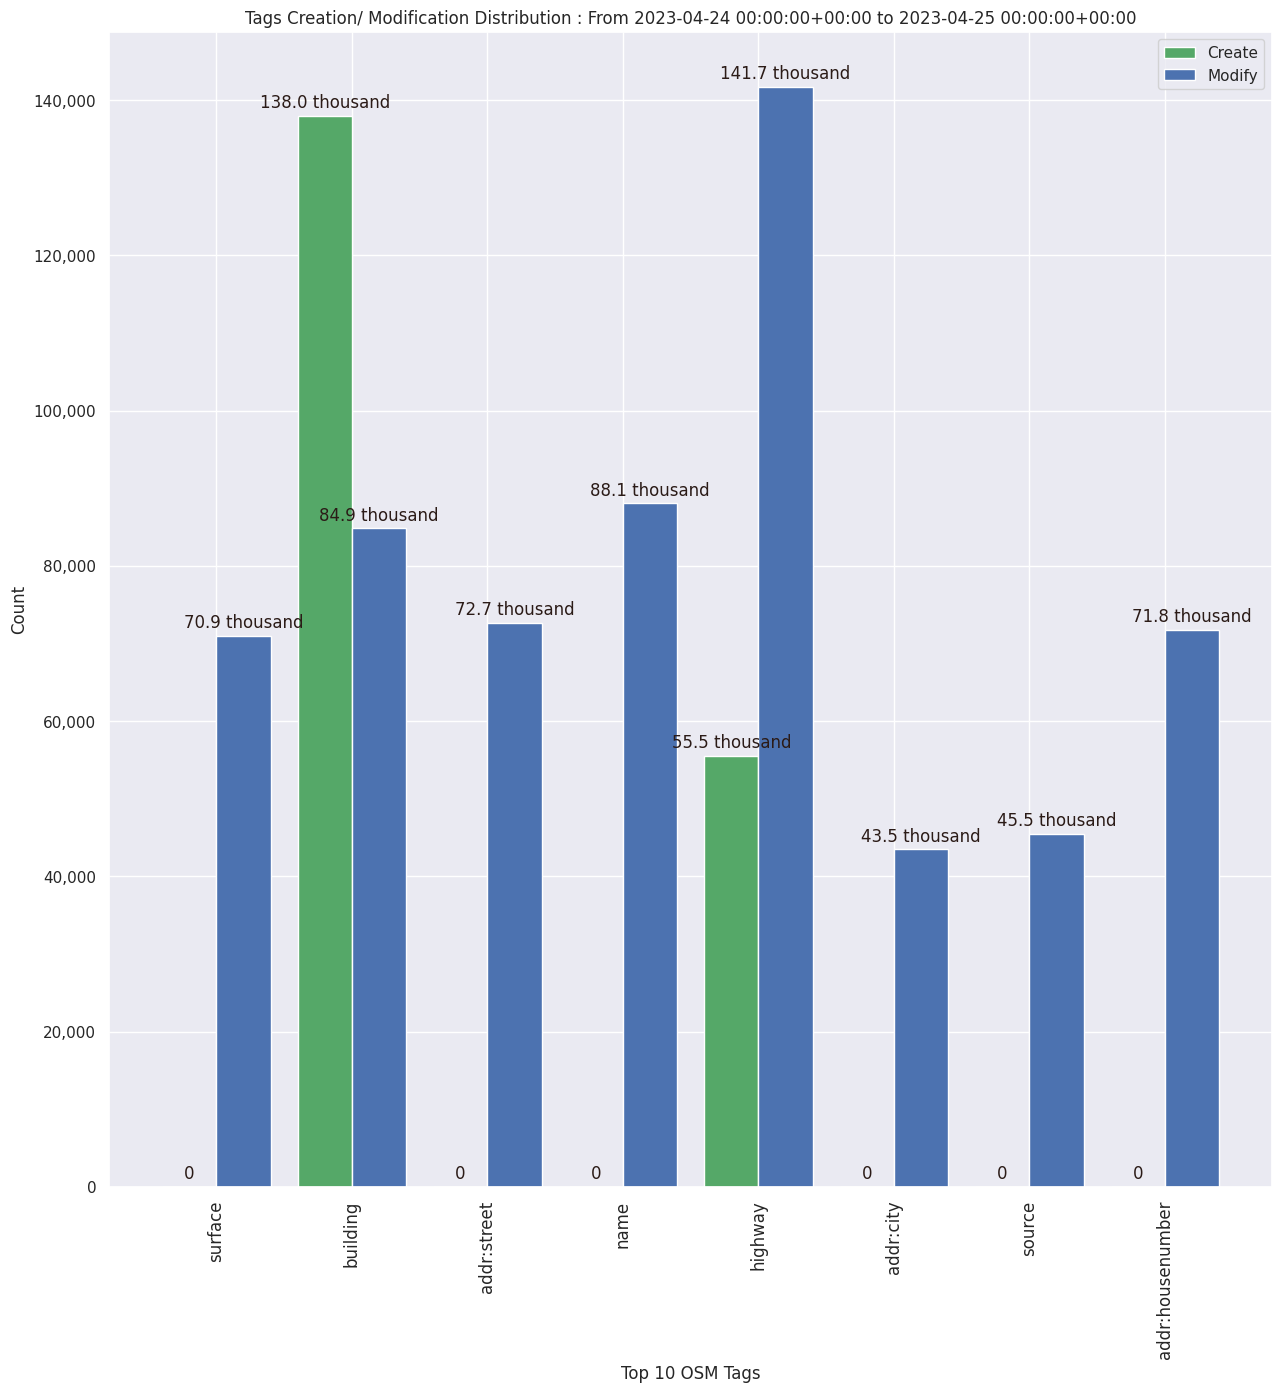 Tags Creation/ Modification Distribution : From 2023-04-24 00:00:00+00:00 to 2023-04-25 00:00:00+00:00
Create
Modify
141.7 thousand
138.0 thousand
88.1 thousand
84.9 thousand
72.7 thousand
71.8 thousand
70.9 thousand
55.5 thousand
45.5 thousand
43.5 thousand
0
0
0
0
0
0
140,000
120,000
100,000
80,000
60,000
40,000
20,000
0
Count
surface
building
addr:street
name
highway
addr:city
source
addr:housenumber
Top 10 OSM Tags